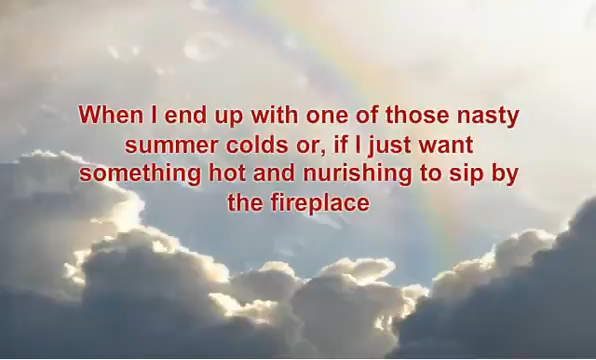 When I end up with one of those nasty
summer colds or, if I just want
something hot and nurishing to sip by
the fireplace